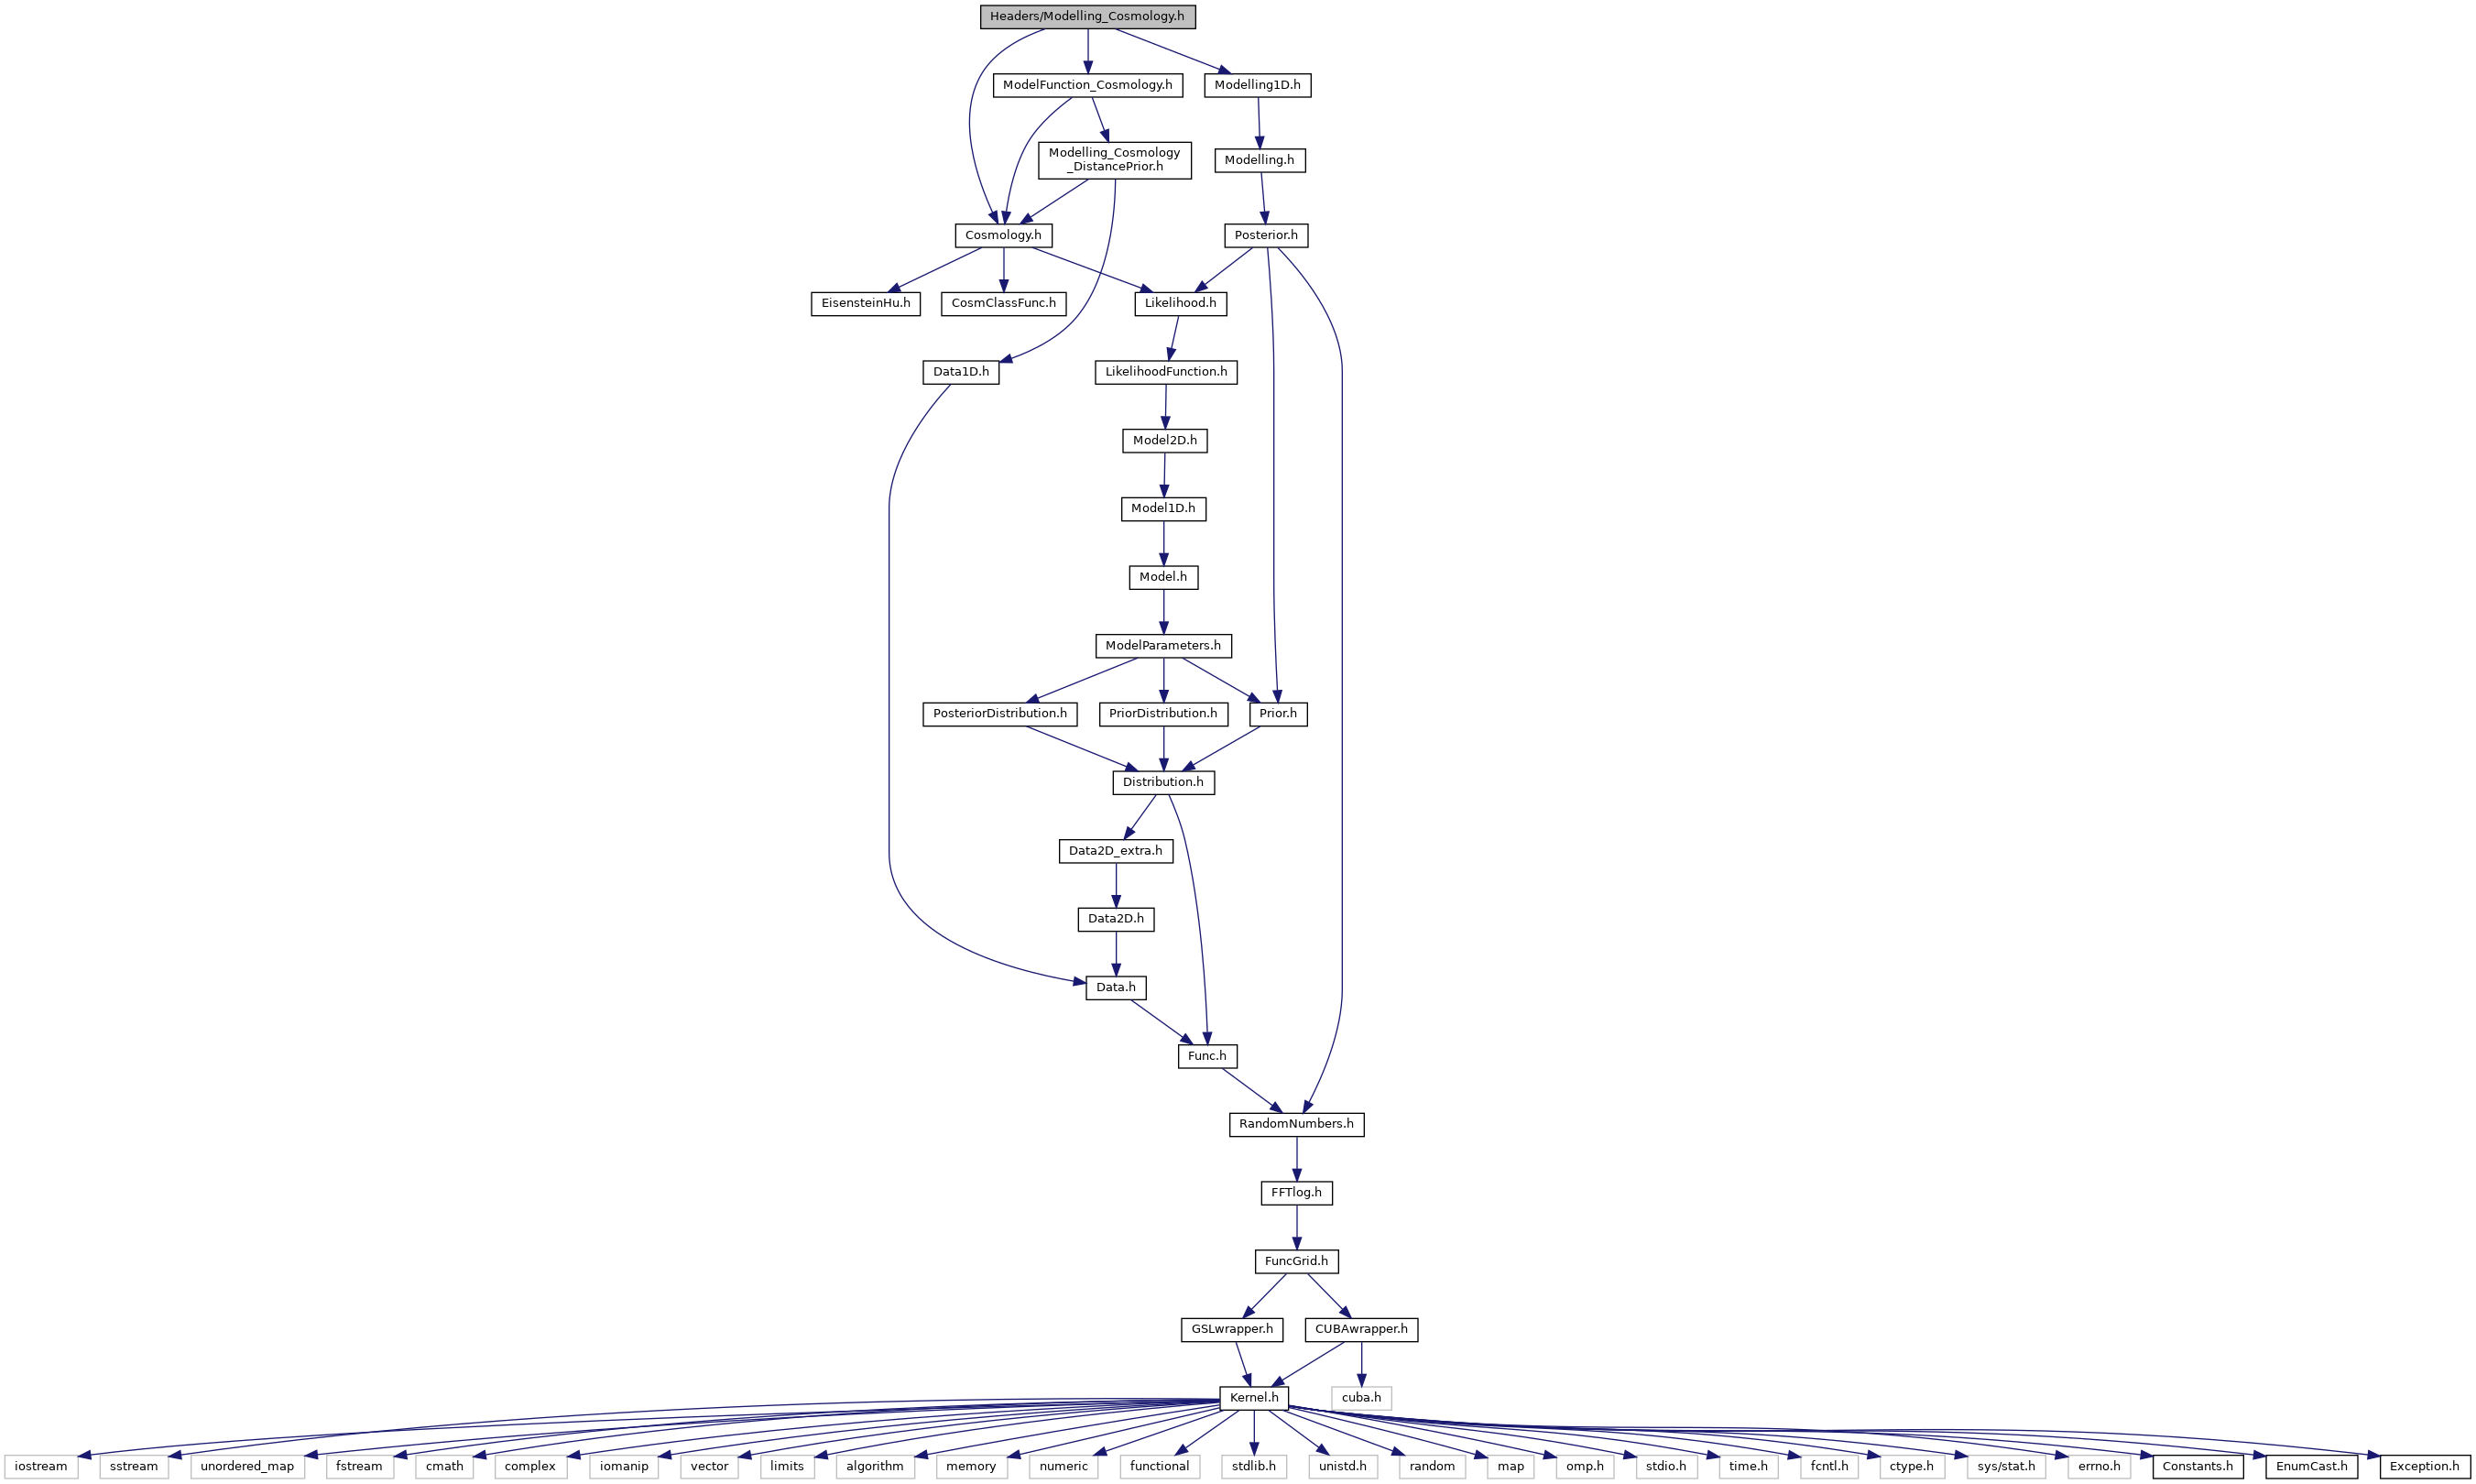 Headers/Modelling_Cosmology.h
ModelFunction_Cosmology.h
Modelling1D.h
Modelling_Cosmology
_DistancePrior.h
Modelling.h
Cosmology.h
Posterior.h
EisensteinHu.h
CosmClassFunc.h
Likelihood.h
Data1D.h
LikelihoodFunction.h
Model2D.h
Model1D.h
Model.h
ModelParameters.h
PosteriorDistribution.h
PriorDistribution.h
Prior.h
Distribution.h
Data2D_extra.h
Data2D.h
Data.h
Func.h
RandomNumbers.h
FFTlog.h
FuncGrid.h
GSLwrapper.h
CUBAwrapper.h
Kernel.h
cuba.h
iostream
sstream
unordered_map
fstream
cmath
complex
iomanip
vector
limits
algorithm
memory
numeric
functional
stdlib.h
unistd.h
random
map
omp.h
stdio.h
time.h
fcntl.h
ctype.h
sys/stat.h
errno.h
Constants.h
EnumCast.h
Exception.h